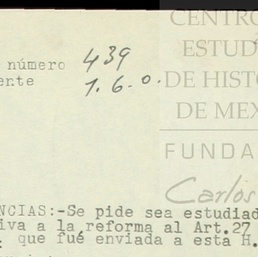 número 439
ente 1.6.0.
CENTRO
ESTUD
DE HISTO
DE MEX
FUNDA
Carlos
NCIAS:-Se pide sea estudiad
iva a la reforma al Art.27
que fué enviada a esta H.